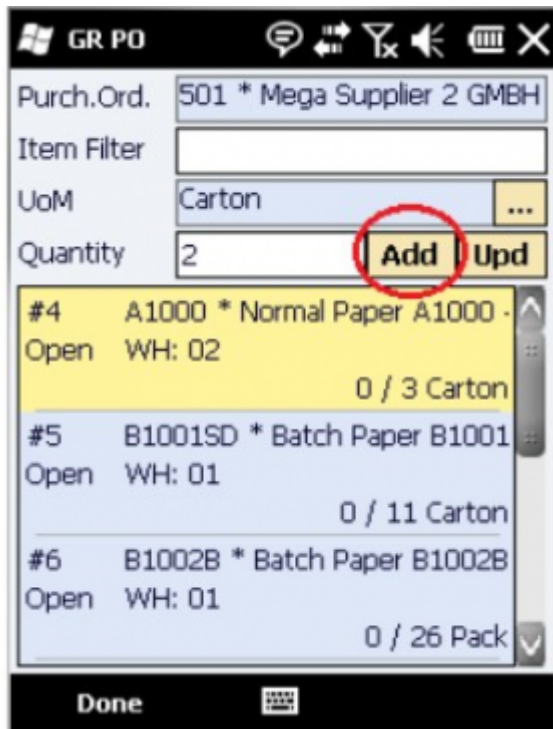 GR PO
Purch.Ord. 501 * Mega Supplier 2 GMBH
Item Filter
UoM Carton ...
Quantity 2 Add Upd
#4 A1000 * Normal Paper A1000 -
Open WH: 02
0 / 3 Carton
#5 B1001SD * Batch Paper B1001
Open WH: 01
0 / 11 Carton
#6 B1002B * Batch Paper B1002B
Open WH: 01
0 / 26 Pack
Done